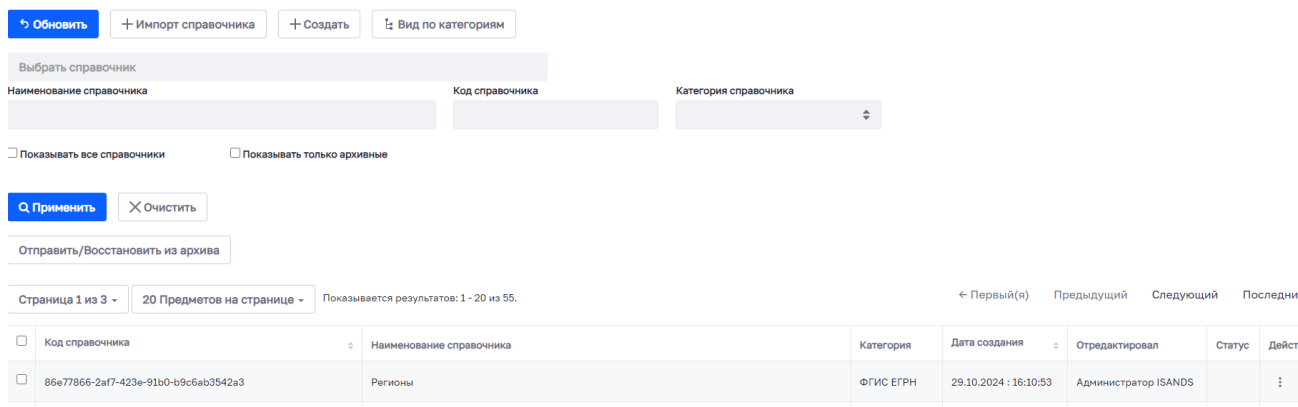 Обновить Импорт справочника Создать Вид по категориям
Выбрать справочник
Наименование справочника Код справочника Категория справочника
Показывать все справочники Показывать только архивные
Применить Очистить
Отправить/Восстановить из архива
Страница 1 из 3 20 Предметов на странице Показывается результатов: 1 - 20 из 55. ← Первый(я) Предыдущий Следующий Последни
Код справочника Наименование справочника Категория Дата создания Отредактировал Статус Дейст
86e77866-2af7-423e-91b0-b9c6ab3542a3 Регионы ФГИС ЕГРН 29.10.2024 : 16:10:53 Администратор ISANDS